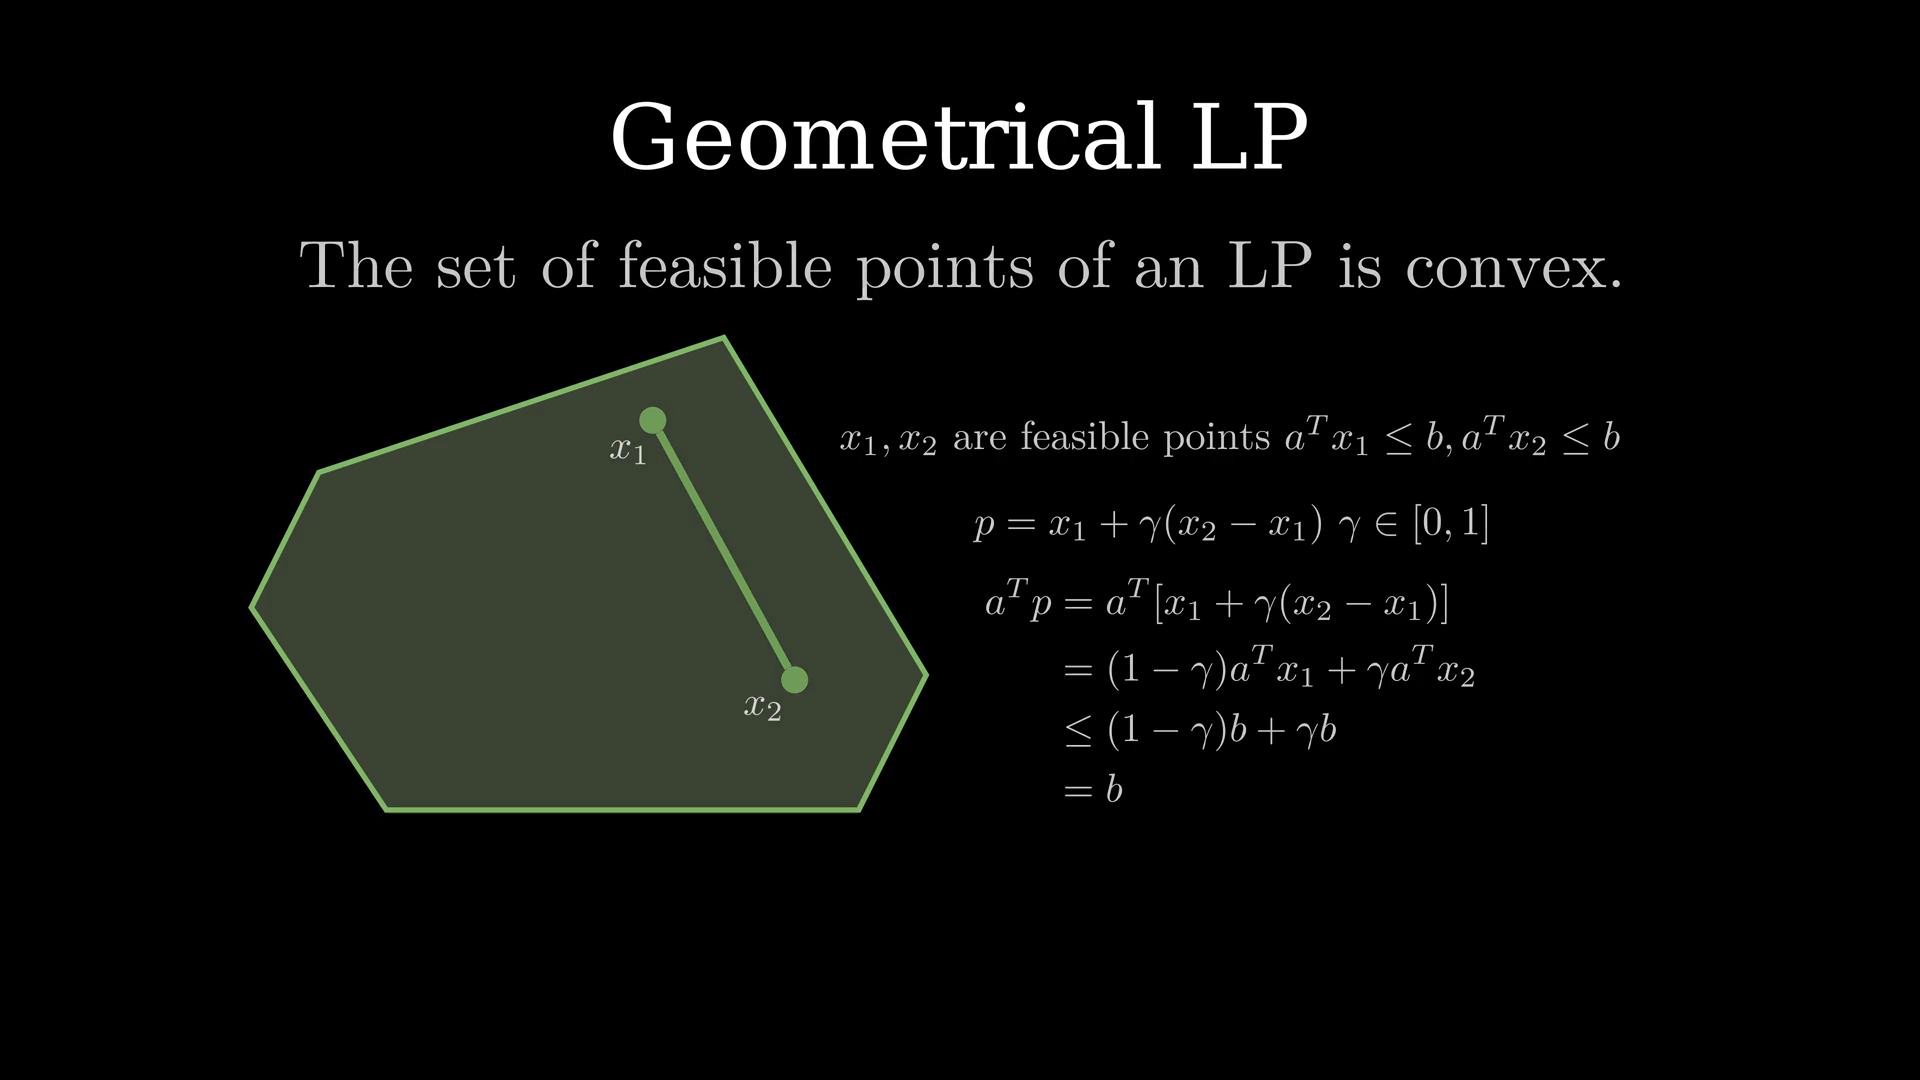 Geometrical LP
The set of feasible points of an LP is convex.
x₁
x₂
x₁, x₂ are feasible points aᵀx₁ ≤ b, aᵀx₂ ≤ b
p = x₁ + γ(x₂ − x₁) γ ∈ [0, 1]
aᵀp = aᵀ[x₁ + γ(x₂ − x₁)]
= (1 − γ)aᵀx₁ + γaᵀx₂
≤ (1 − γ)b + γb
= b